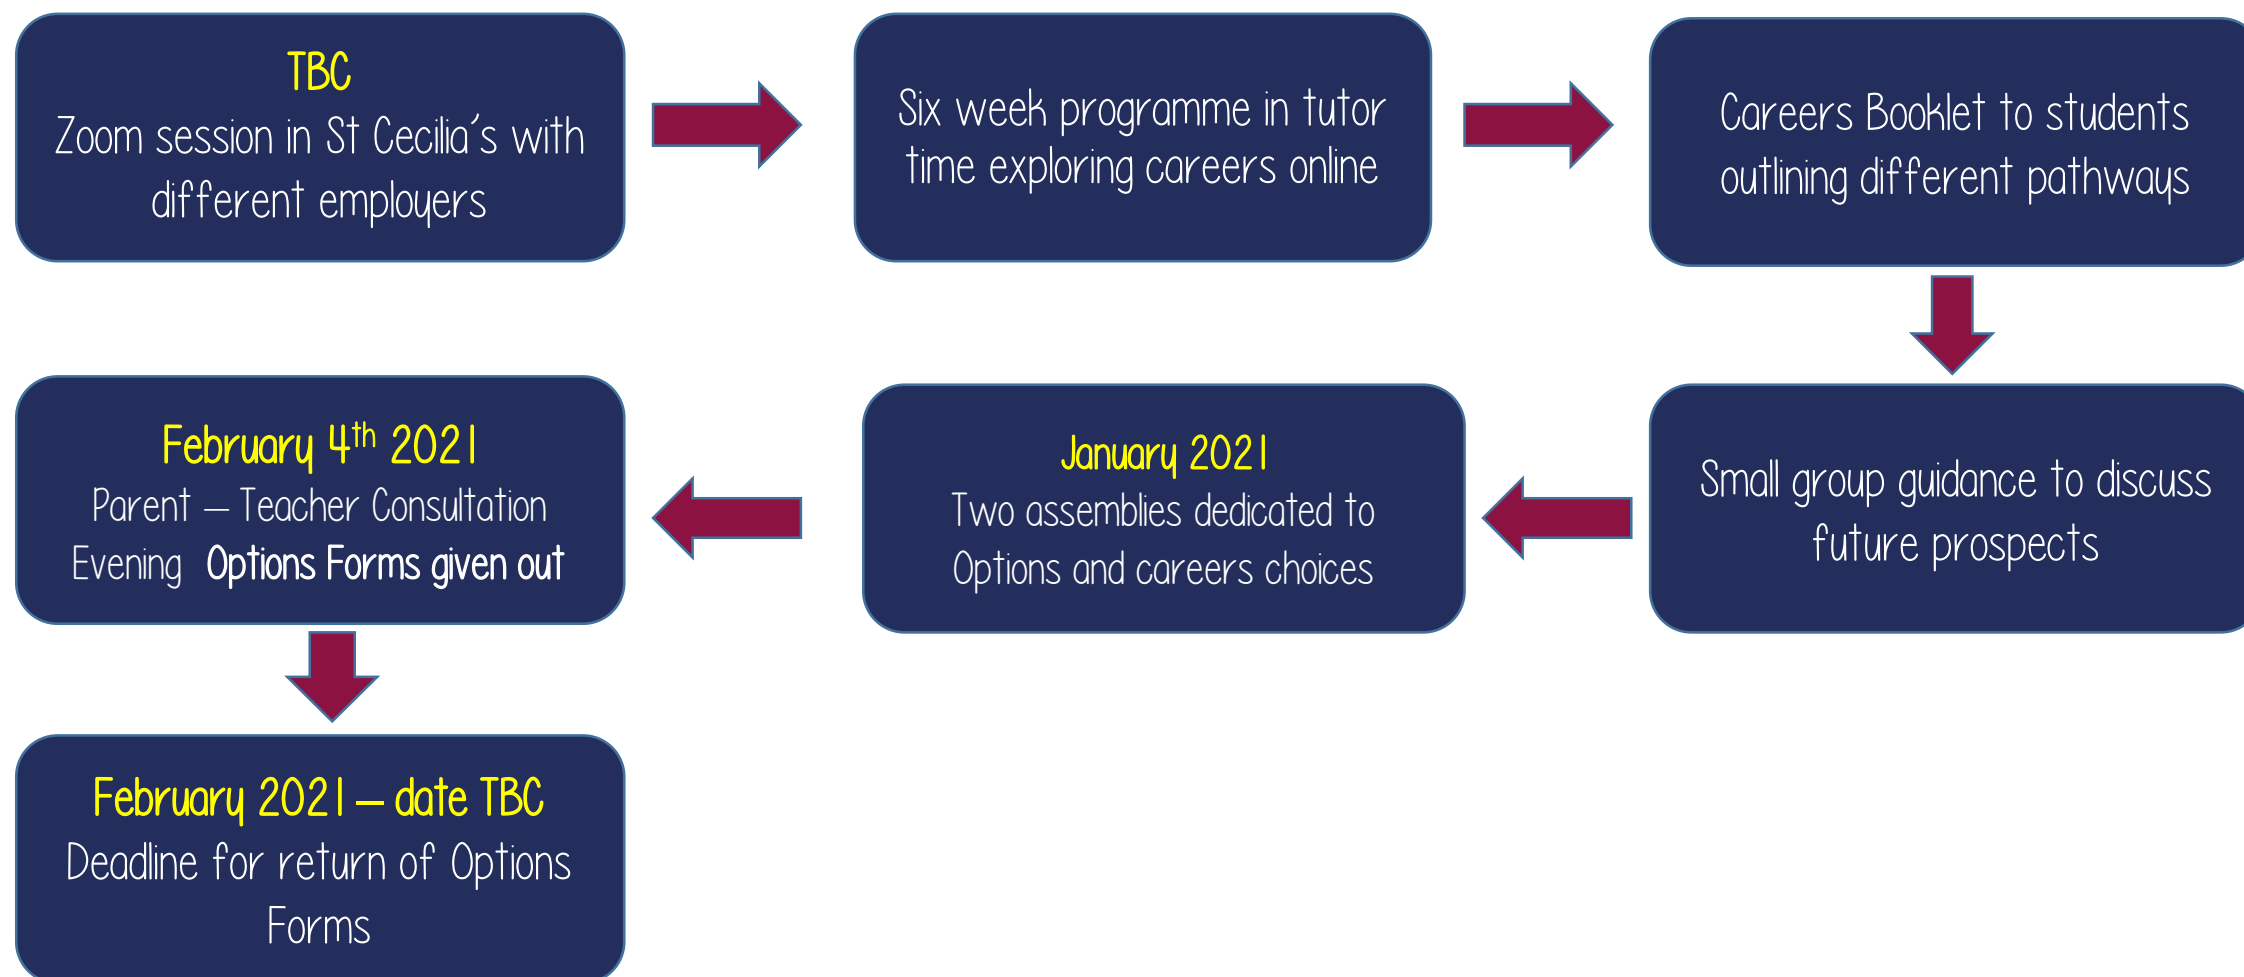 TBC
Zoom session in St Cecilia's with
different employers
Six week programme in tutor
time exploring careers online
Careers Booklet to students
outlining different pathways
Small group guidance to discuss
future prospects
January 2021
Two assemblies dedicated to
Options and careers choices
February 4th 2021
Parent – Teacher Consultation
Evening Options Forms given out
February 2021 – date TBC
Deadline for return of Options
Forms